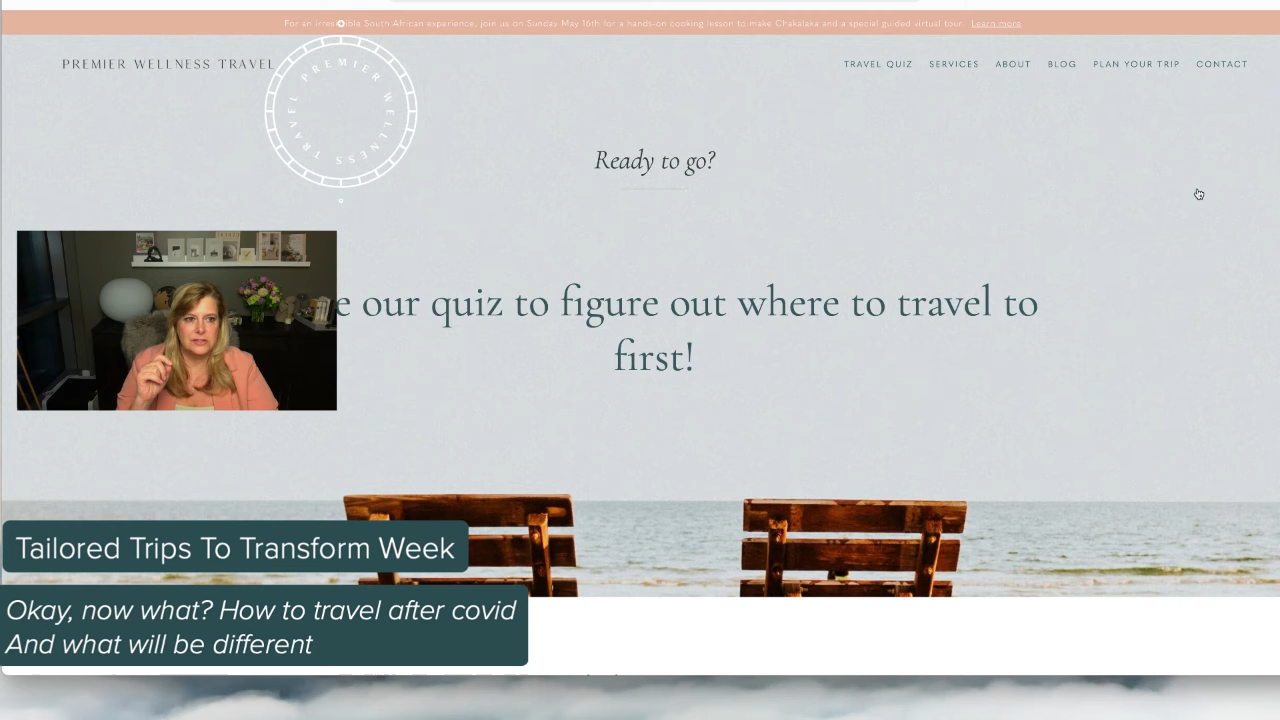 For an irresistible South African experience, join us on Sunday May 16th for a hands-on cooking lesson to make Chakalaka and a special guided virtual tour. Learn more
PREMIER WELLNESS TRAVEL
TRAVEL QUIZ SERVICES ABOUT BLOG PLAN YOUR TRIP CONTACT
PREMIER WELLNESS TRAVEL
Ready to go?
e our quiz to figure out where to travel to
first!
Tailored Trips To Transform Week
Okay, now what? How to travel after covid
And what will be different